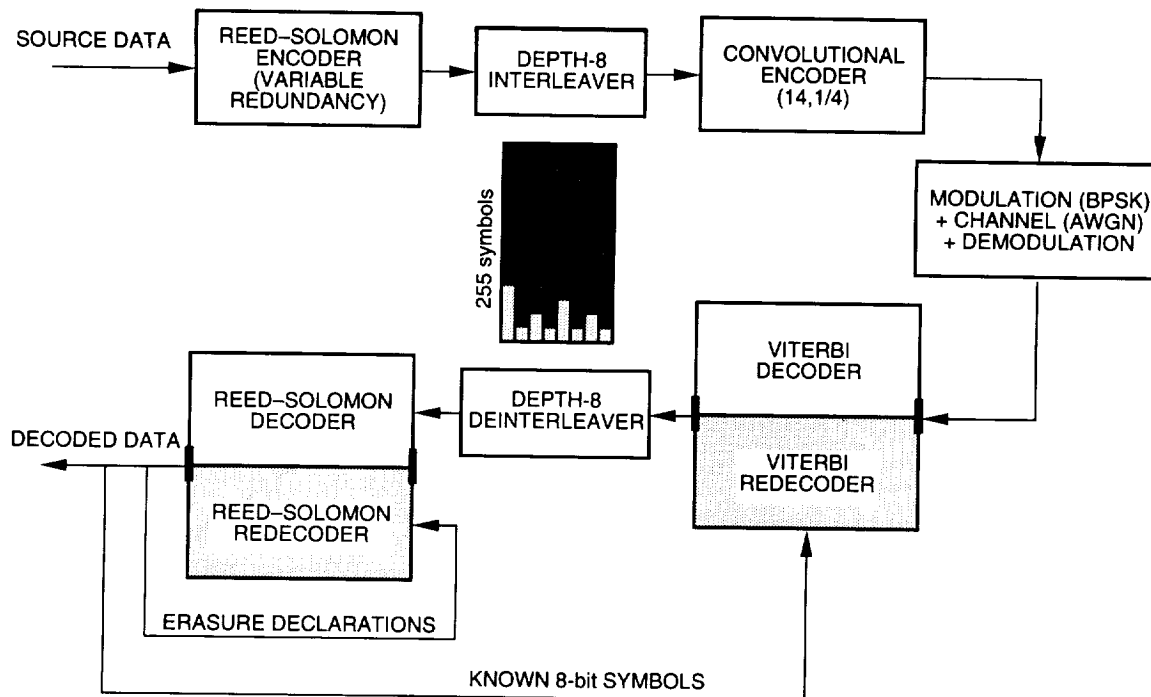 SOURCE DATA
REED–SOLOMON
ENCODER
(VARIABLE
REDUNDANCY)
DEPTH-8
INTERLEAVER
CONVOLUTIONAL
ENCODER
(14,1/4)
MODULATION (BPSK)
+ CHANNEL (AWGN)
+ DEMODULATION
255 symbols
VITERBI
DECODER
VITERBI
REDECODER
DEPTH-8
DEINTERLEAVER
REED–SOLOMON
DECODER
REED–SOLOMON
REDECODER
DECODED DATA
ERASURE DECLARATIONS
KNOWN 8-bit SYMBOLS